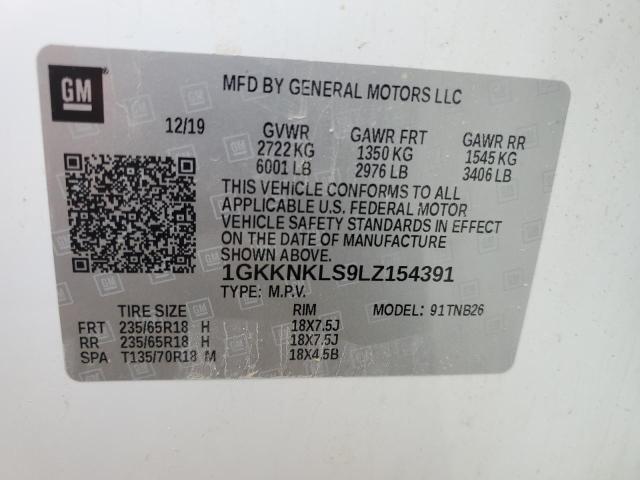 GM
MFD BY GENERAL MOTORS LLC
12/19 GVWR GAWR FRT GAWR RR
2722 KG 1350 KG 1545 KG
6001 LB 2976 LB 3406 LB
THIS VEHICLE CONFORMS TO ALL
APPLICABLE U.S. FEDERAL MOTOR
VEHICLE SAFETY STANDARDS IN EFFECT
ON THE DATE OF MANUFACTURE
SHOWN ABOVE.
1GKKNKLS9LZ154391
TYPE: M.P.V.
TIRE SIZE RIM MODEL: 91TNB26
FRT 235/65R18 H 18X7.5J
RR 235/65R18 H 18X7.5J
SPA T135/70R18 M 18X4.5B